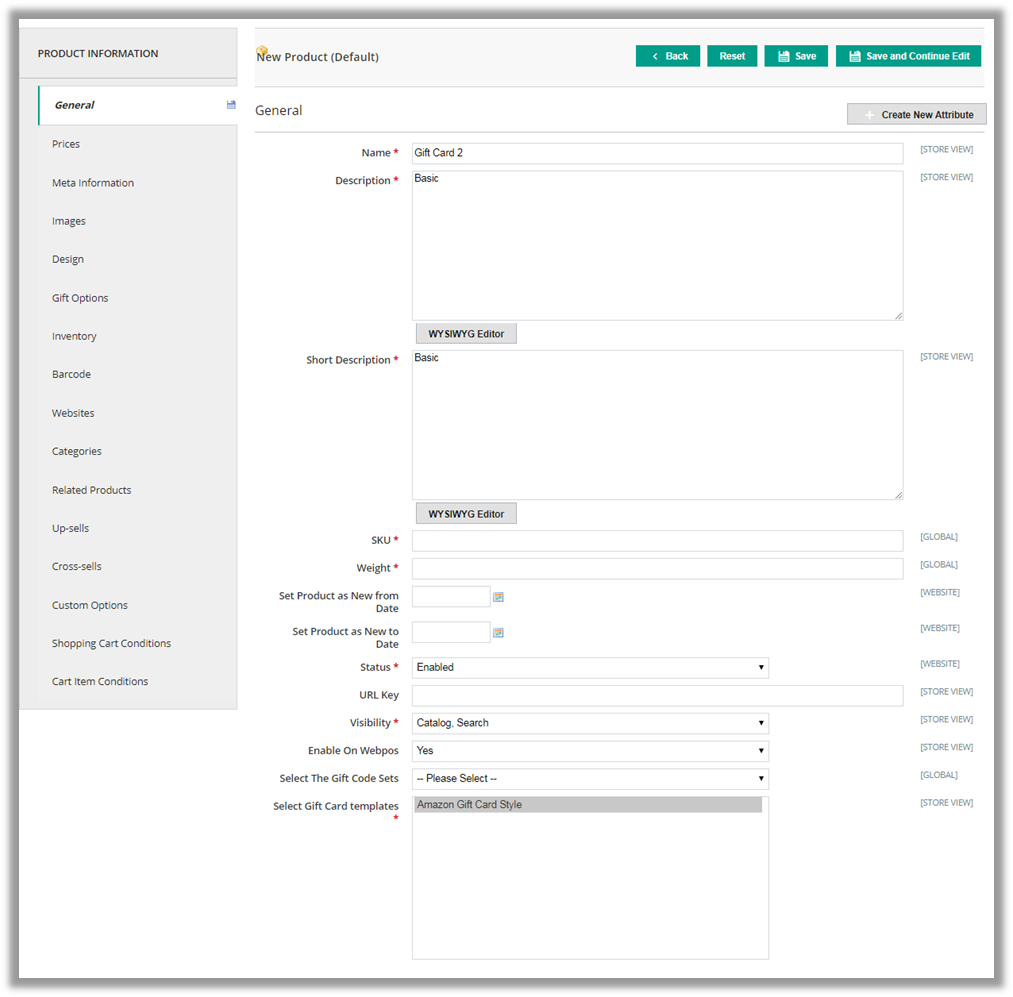 PRODUCT INFORMATION
General
Prices
Meta Information
Images
Design
Gift Options
Inventory
Barcode
Websites
Categories
Related Products
Up-sells
Cross-sells
Custom Options
Shopping Cart Conditions
Cart Item Conditions
New Product (Default)
Back
Reset
Save
Save and Continue Edit
General
Create New Attribute
Name * Gift Card 2 [STORE VIEW]
Description * Basic [STORE VIEW]
WYSIWYG Editor
Short Description * Basic [STORE VIEW]
WYSIWYG Editor
SKU * [GLOBAL]
Weight * [GLOBAL]
Set Product as New from [WEBSITE]
Date
Set Product as New to [WEBSITE]
Date
Status * Enabled [WEBSITE]
URL Key [STORE VIEW]
Visibility * Catalog, Search [STORE VIEW]
Enable On Webpos Yes [STORE VIEW]
Select The Gift Code Sets -- Please Select -- [GLOBAL]
Select Gift Card templates Amazon Gift Card Style [STORE VIEW]
*